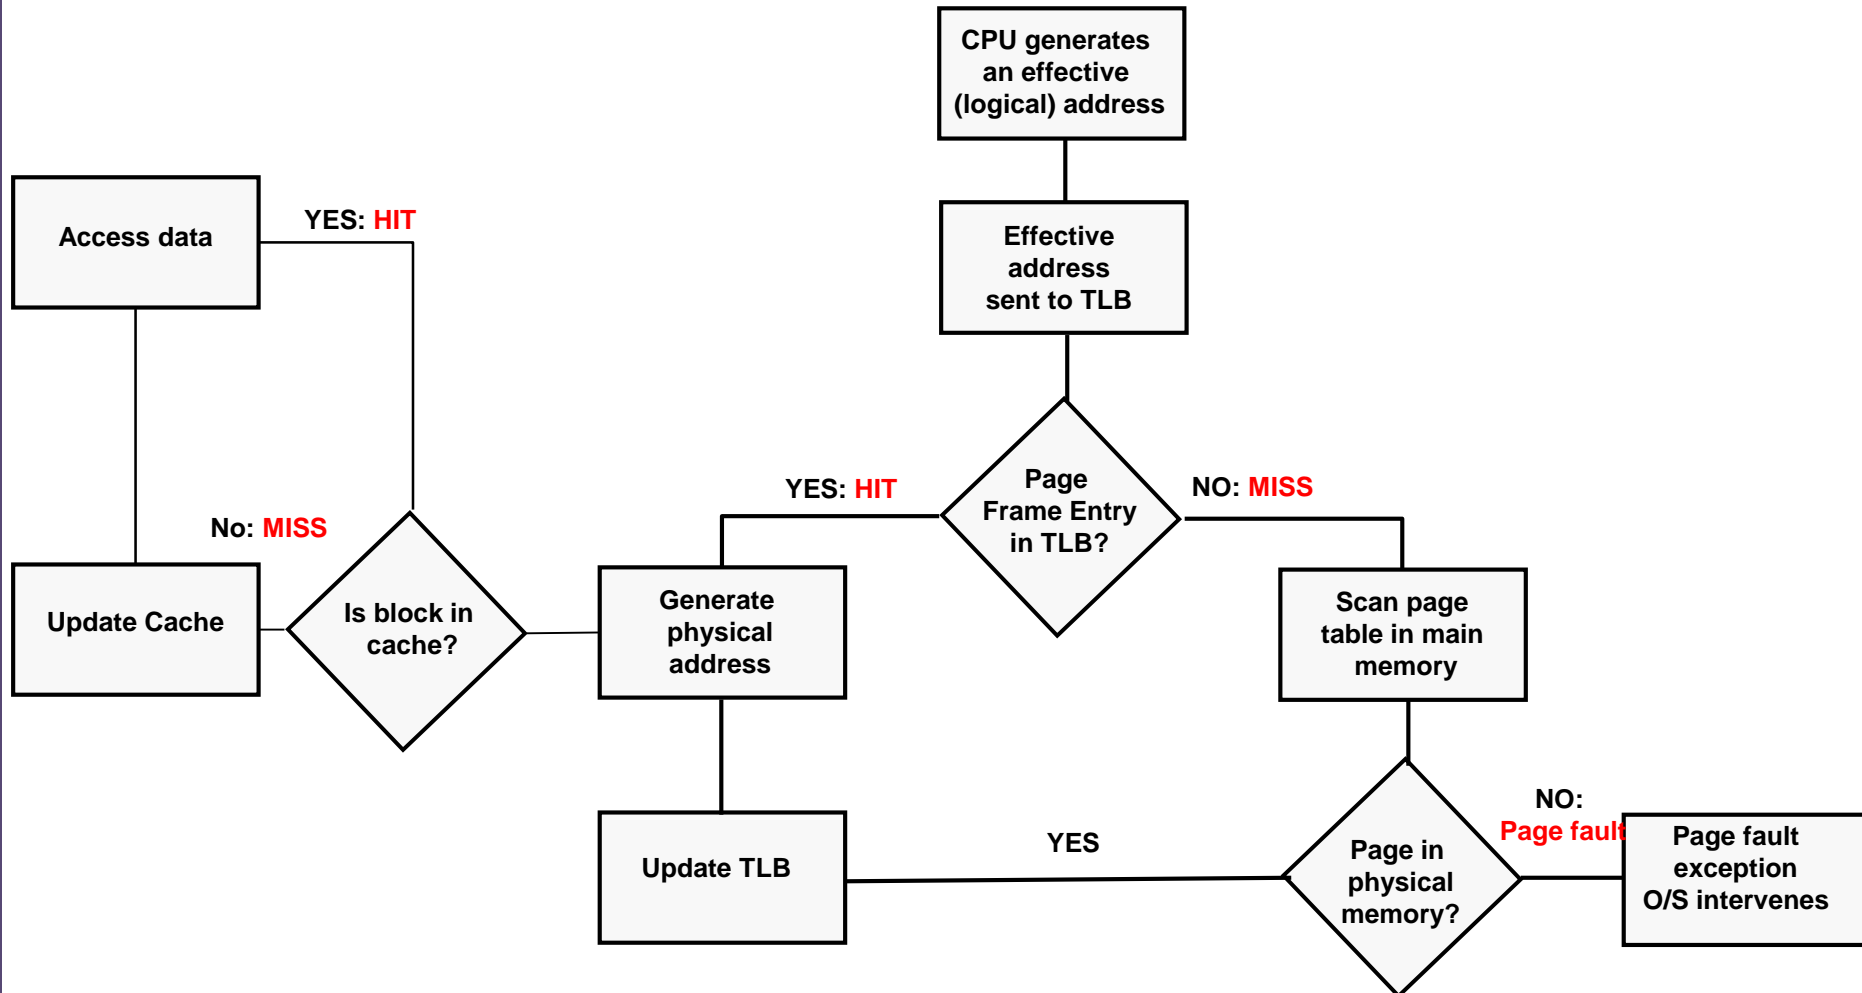 CPU generates
an effective
(logical) address
Access data
YES: HIT
Effective
address
sent to TLB
YES: HIT
Page
Frame Entry
in TLB?
NO: MISS
No: MISS
Update Cache
Is block in
cache?
Generate
physical
address
Scan page
table in main
memory
Update TLB
YES
Page in
physical
memory?
NO:
Page fault
Page fault
exception
O/S intervenes